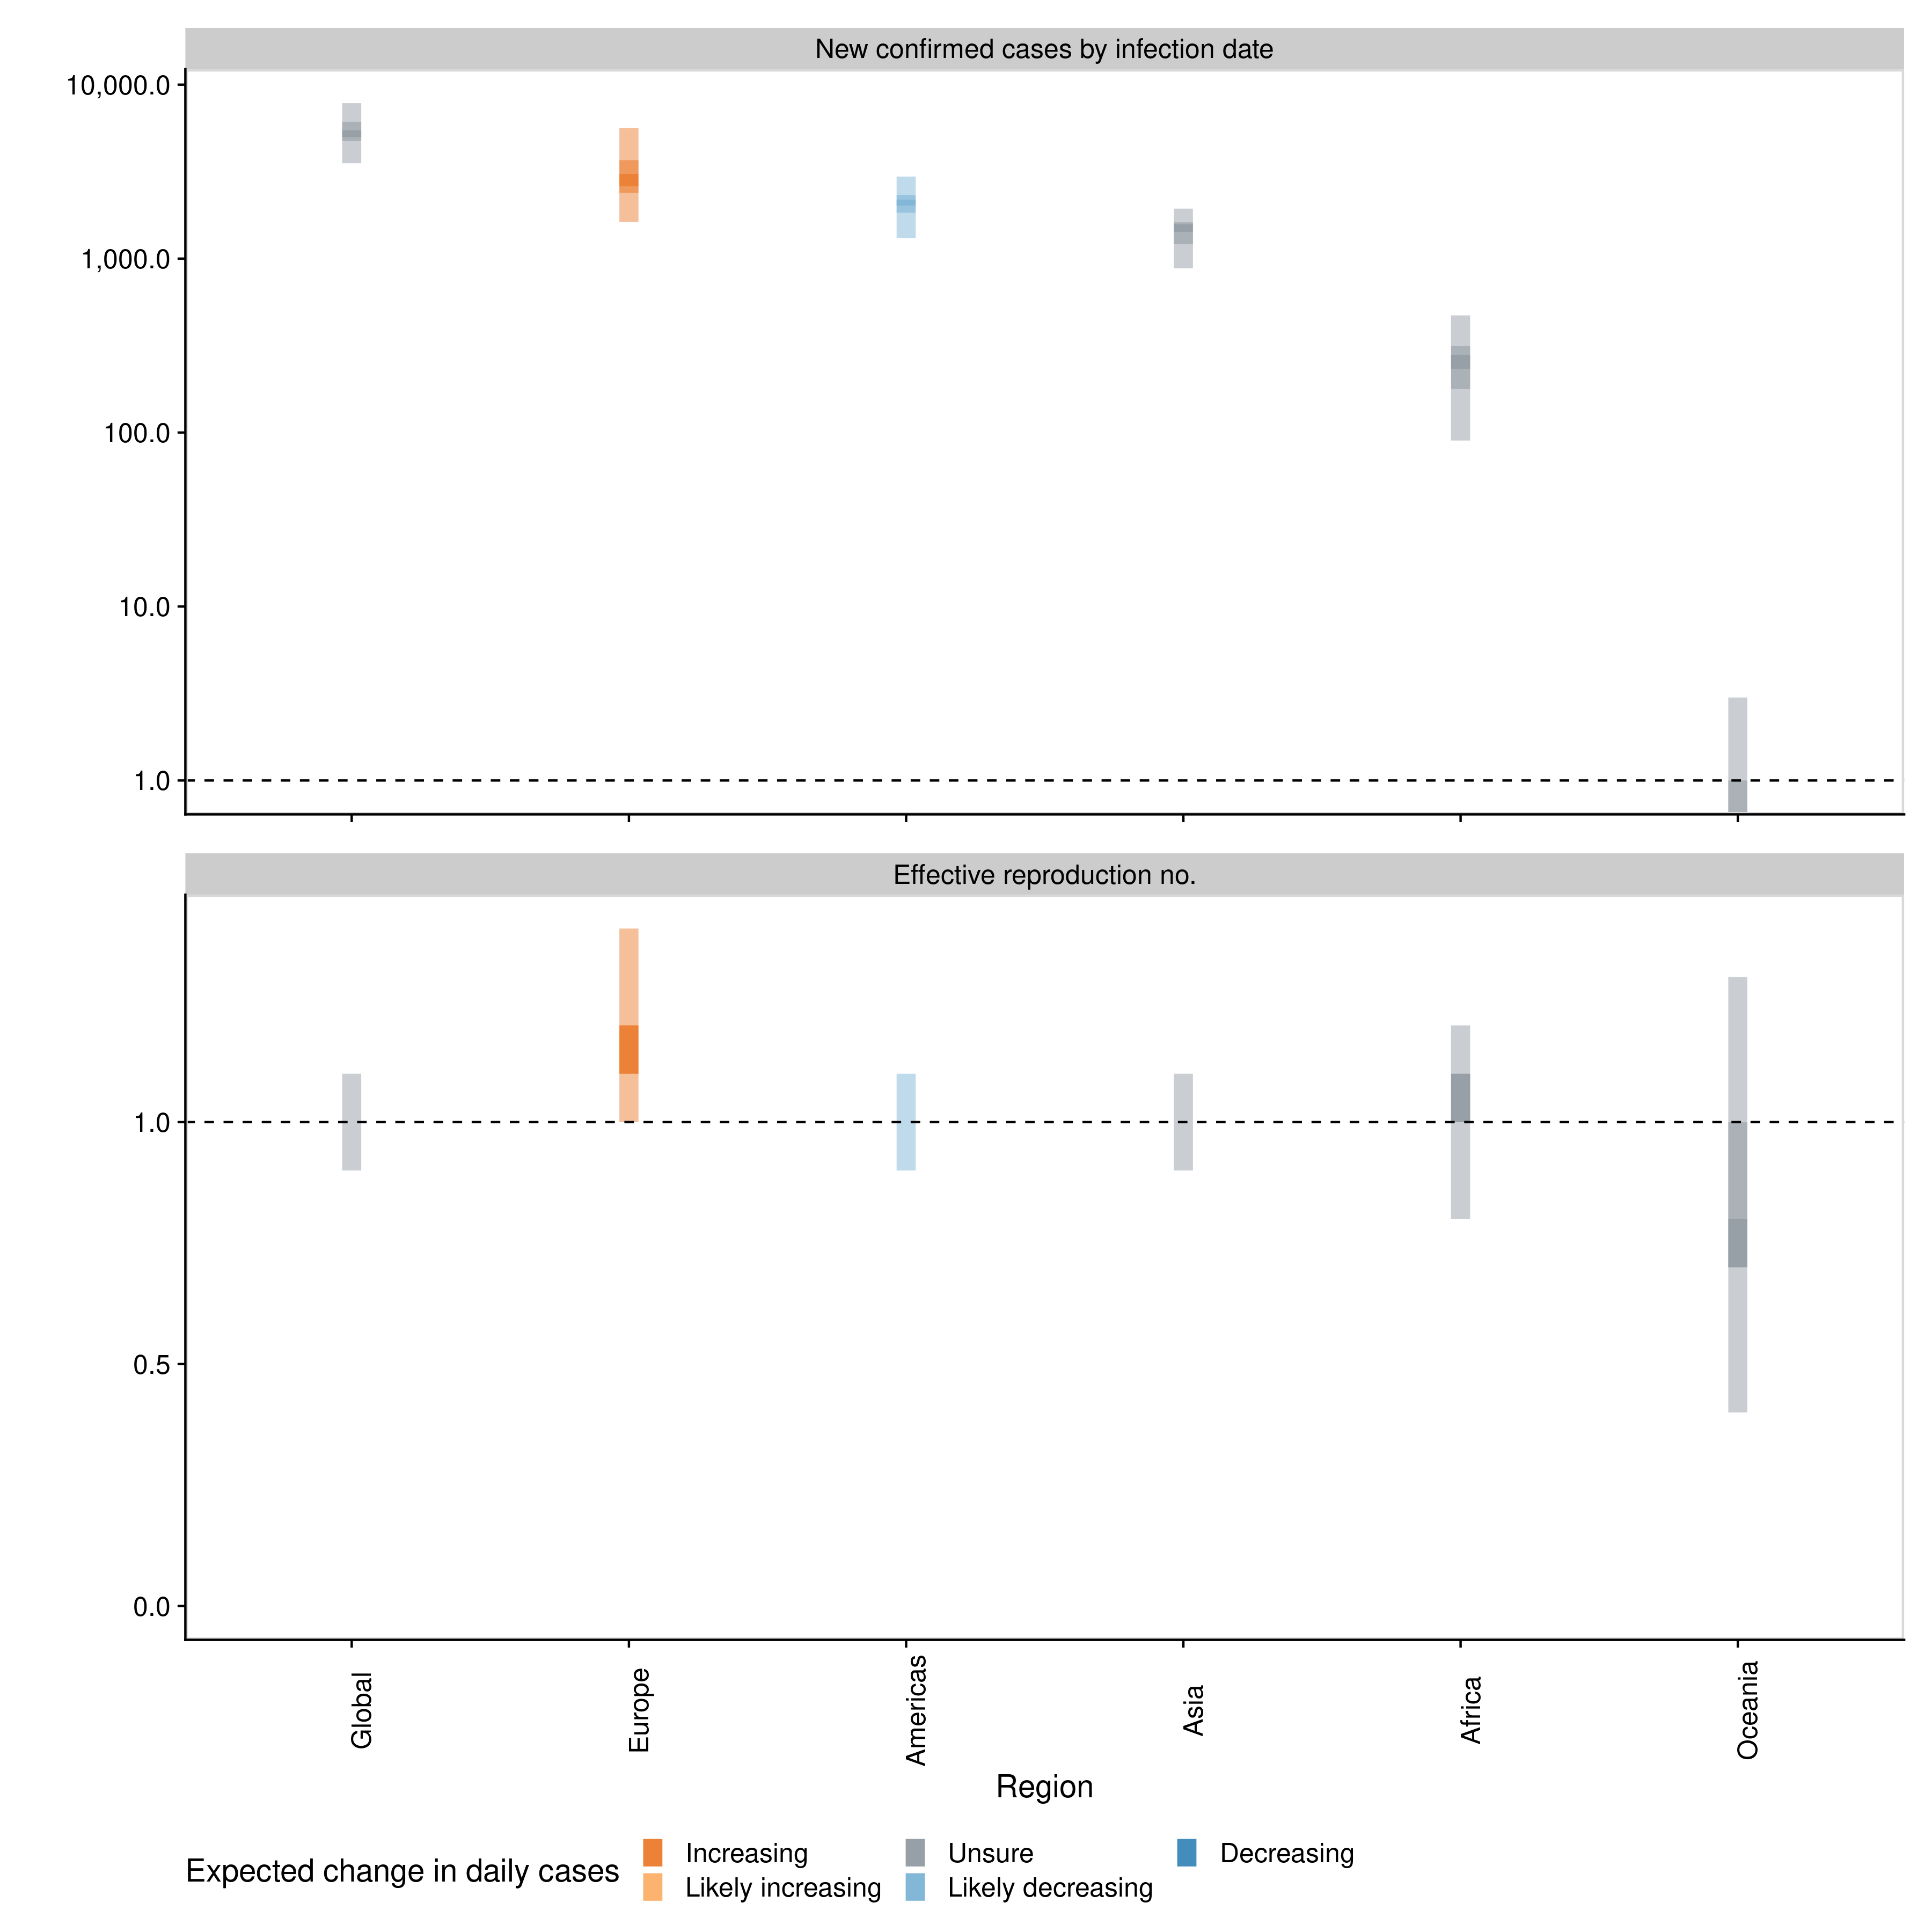 New confirmed cases by infection date
10,000.0
1,000.0
100.0
10.0
1.0
Effective reproduction no.
1.0
0.5
0.0
Global
Europe
Americas
Asia
Africa
Oceania
Region
Expected change in daily cases
Increasing
Likely increasing
Unsure
Likely decreasing
Decreasing